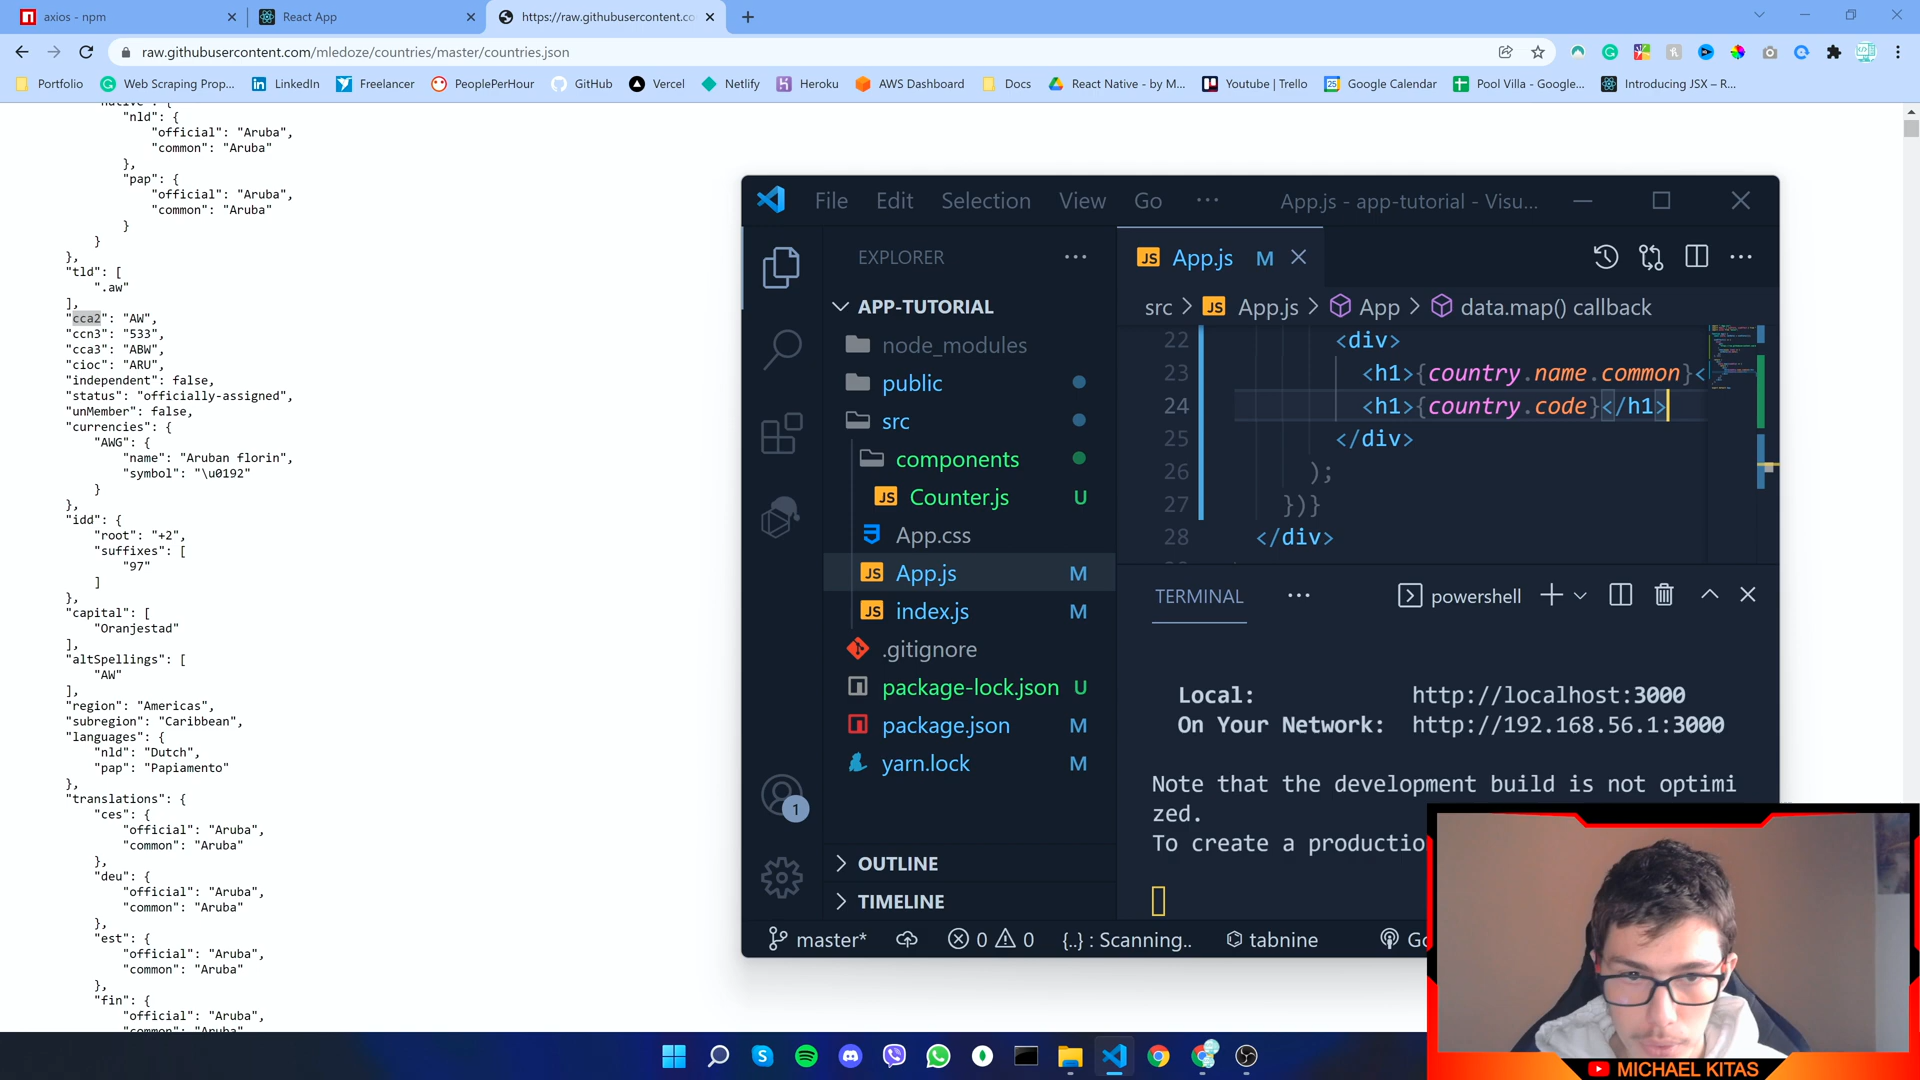 axios - npm
React App
https://raw.githubusercontent.co
raw.githubusercontent.com/mledoze/countries/master/countries.json
Portfolio
Web Scraping Prop...
LinkedIn
Freelancer
PeoplePerHour
GitHub
Vercel
Netlify
Heroku
AWS Dashboard
Docs
React Native - by M...
Youtube | Trello
Google Calendar
Pool Villa - Google...
Introducing JSX – R...
"native": {
"nld": {
"official": "Aruba",
"common": "Aruba"
},
"pap": {
"official": "Aruba",
"common": "Aruba"
}
}
},
"tld": [
".aw"
],
"cca2": "AW",
"ccn3": "533",
"cca3": "ABW",
"cioc": "ARU",
"independent": false,
"status": "officially-assigned",
"unMember": false,
"currencies": {
"AWG": {
"name": "Aruban florin",
"symbol": "\u0192"
}
},
"idd": {
"root": "+2",
"suffixes": [
"97"
]
},
"capital": [
"Oranjestad"
],
"altSpellings": [
"AW"
],
"region": "Americas",
"subregion": "Caribbean",
"languages": {
"nld": "Dutch",
"pap": "Papiamento"
},
"translations": {
"ces": {
"official": "Aruba",
"common": "Aruba"
},
"deu": {
"official": "Aruba",
"common": "Aruba"
},
"est": {
"official": "Aruba",
"common": "Aruba"
},
"fin": {
"official": "Aruba",
"common": "Aruba"
File Edit Selection View Go ··· App.js - app-tutorial - Visu...
EXPLORER
APP-TUTORIAL
node_modules
public
src
components
Counter.js U
App.css
App.js M
index.js M
.gitignore
package-lock.json U
package.json M
yarn.lock M
OUTLINE
TIMELINE
1
App.js M
src > App.js > App > data.map() callback
22 <div>
23 <h1>{country.name.common}<
24 <h1>{country.code}</h1>
25 </div>
26 );
27 })}
28 </div>
TERMINAL ··· powershell
Local: http://localhost:3000
On Your Network: http://192.168.56.1:3000
Note that the development build is not optimi
zed.
To create a productio
master* 0 0 {..} : Scanning.. tabnine Go
MICHAEL KITAS